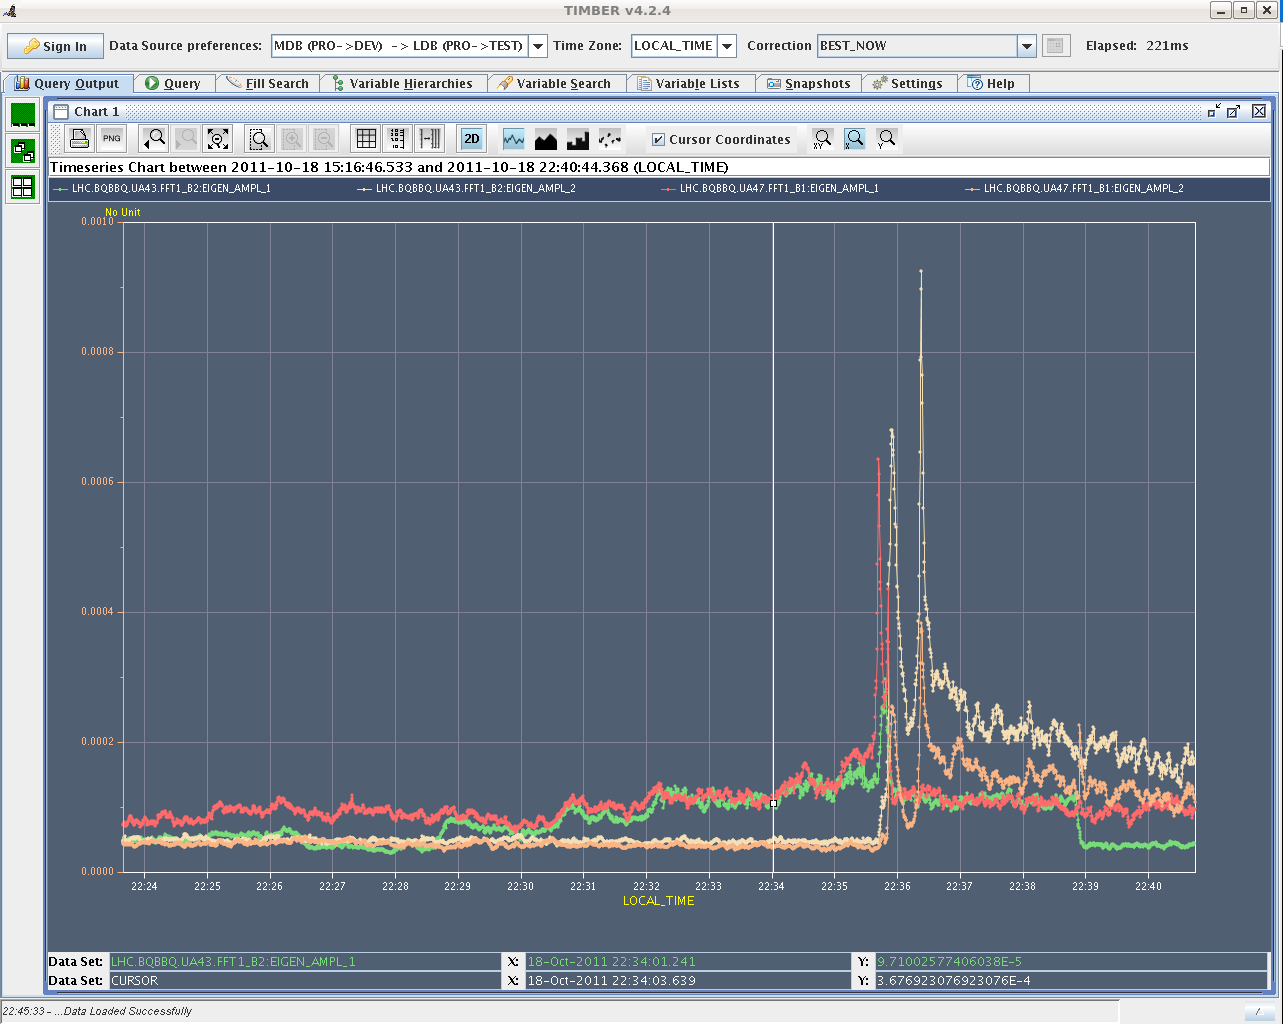 TIMBER v4.2.4
Sign In Data Source preferences: MDB (PRO->DEV) -> LDB (PRO->TEST) Time Zone: LOCAL_TIME Correction BEST_NOW Elapsed: 221ms
Query Output Query Fill Search Variable Hierarchies Variable Search Variable Lists Snapshots Settings Help
Chart 1
PNG 2D Cursor Coordinates XY X Y
Timeseries Chart between 2011-10-18 15:16:46.533 and 2011-10-18 22:40:44.368 (LOCAL_TIME)
LHC.BQBBQ.UA43.FFT1_B2:EIGEN_AMPL_1 LHC.BQBBQ.UA43.FFT1_B2:EIGEN_AMPL_2 LHC.BQBBQ.UA47.FFT1_B1:EIGEN_AMPL_1 LHC.BQBBQ.UA47.FFT1_B1:EIGEN_AMPL_2
No Unit
0.0010
0.0008
0.0006
0.0004
0.0002
0.0000
22:24 22:25 22:26 22:27 22:28 22:29 22:30 22:31 22:32 22:33 22:34 22:35 22:36 22:37 22:38 22:39 22:40
LOCAL_TIME
Data Set: LHC.BQBBQ.UA43.FFT1_B2:EIGEN_AMPL_1 X: 18-Oct-2011 22:34:01.241 Y: 9.71002577406038E-5
Data Set: CURSOR X: 18-Oct-2011 22:34:03.639 Y: 3.676923076923076E-4
22:45:33 - ...Data Loaded Successfully